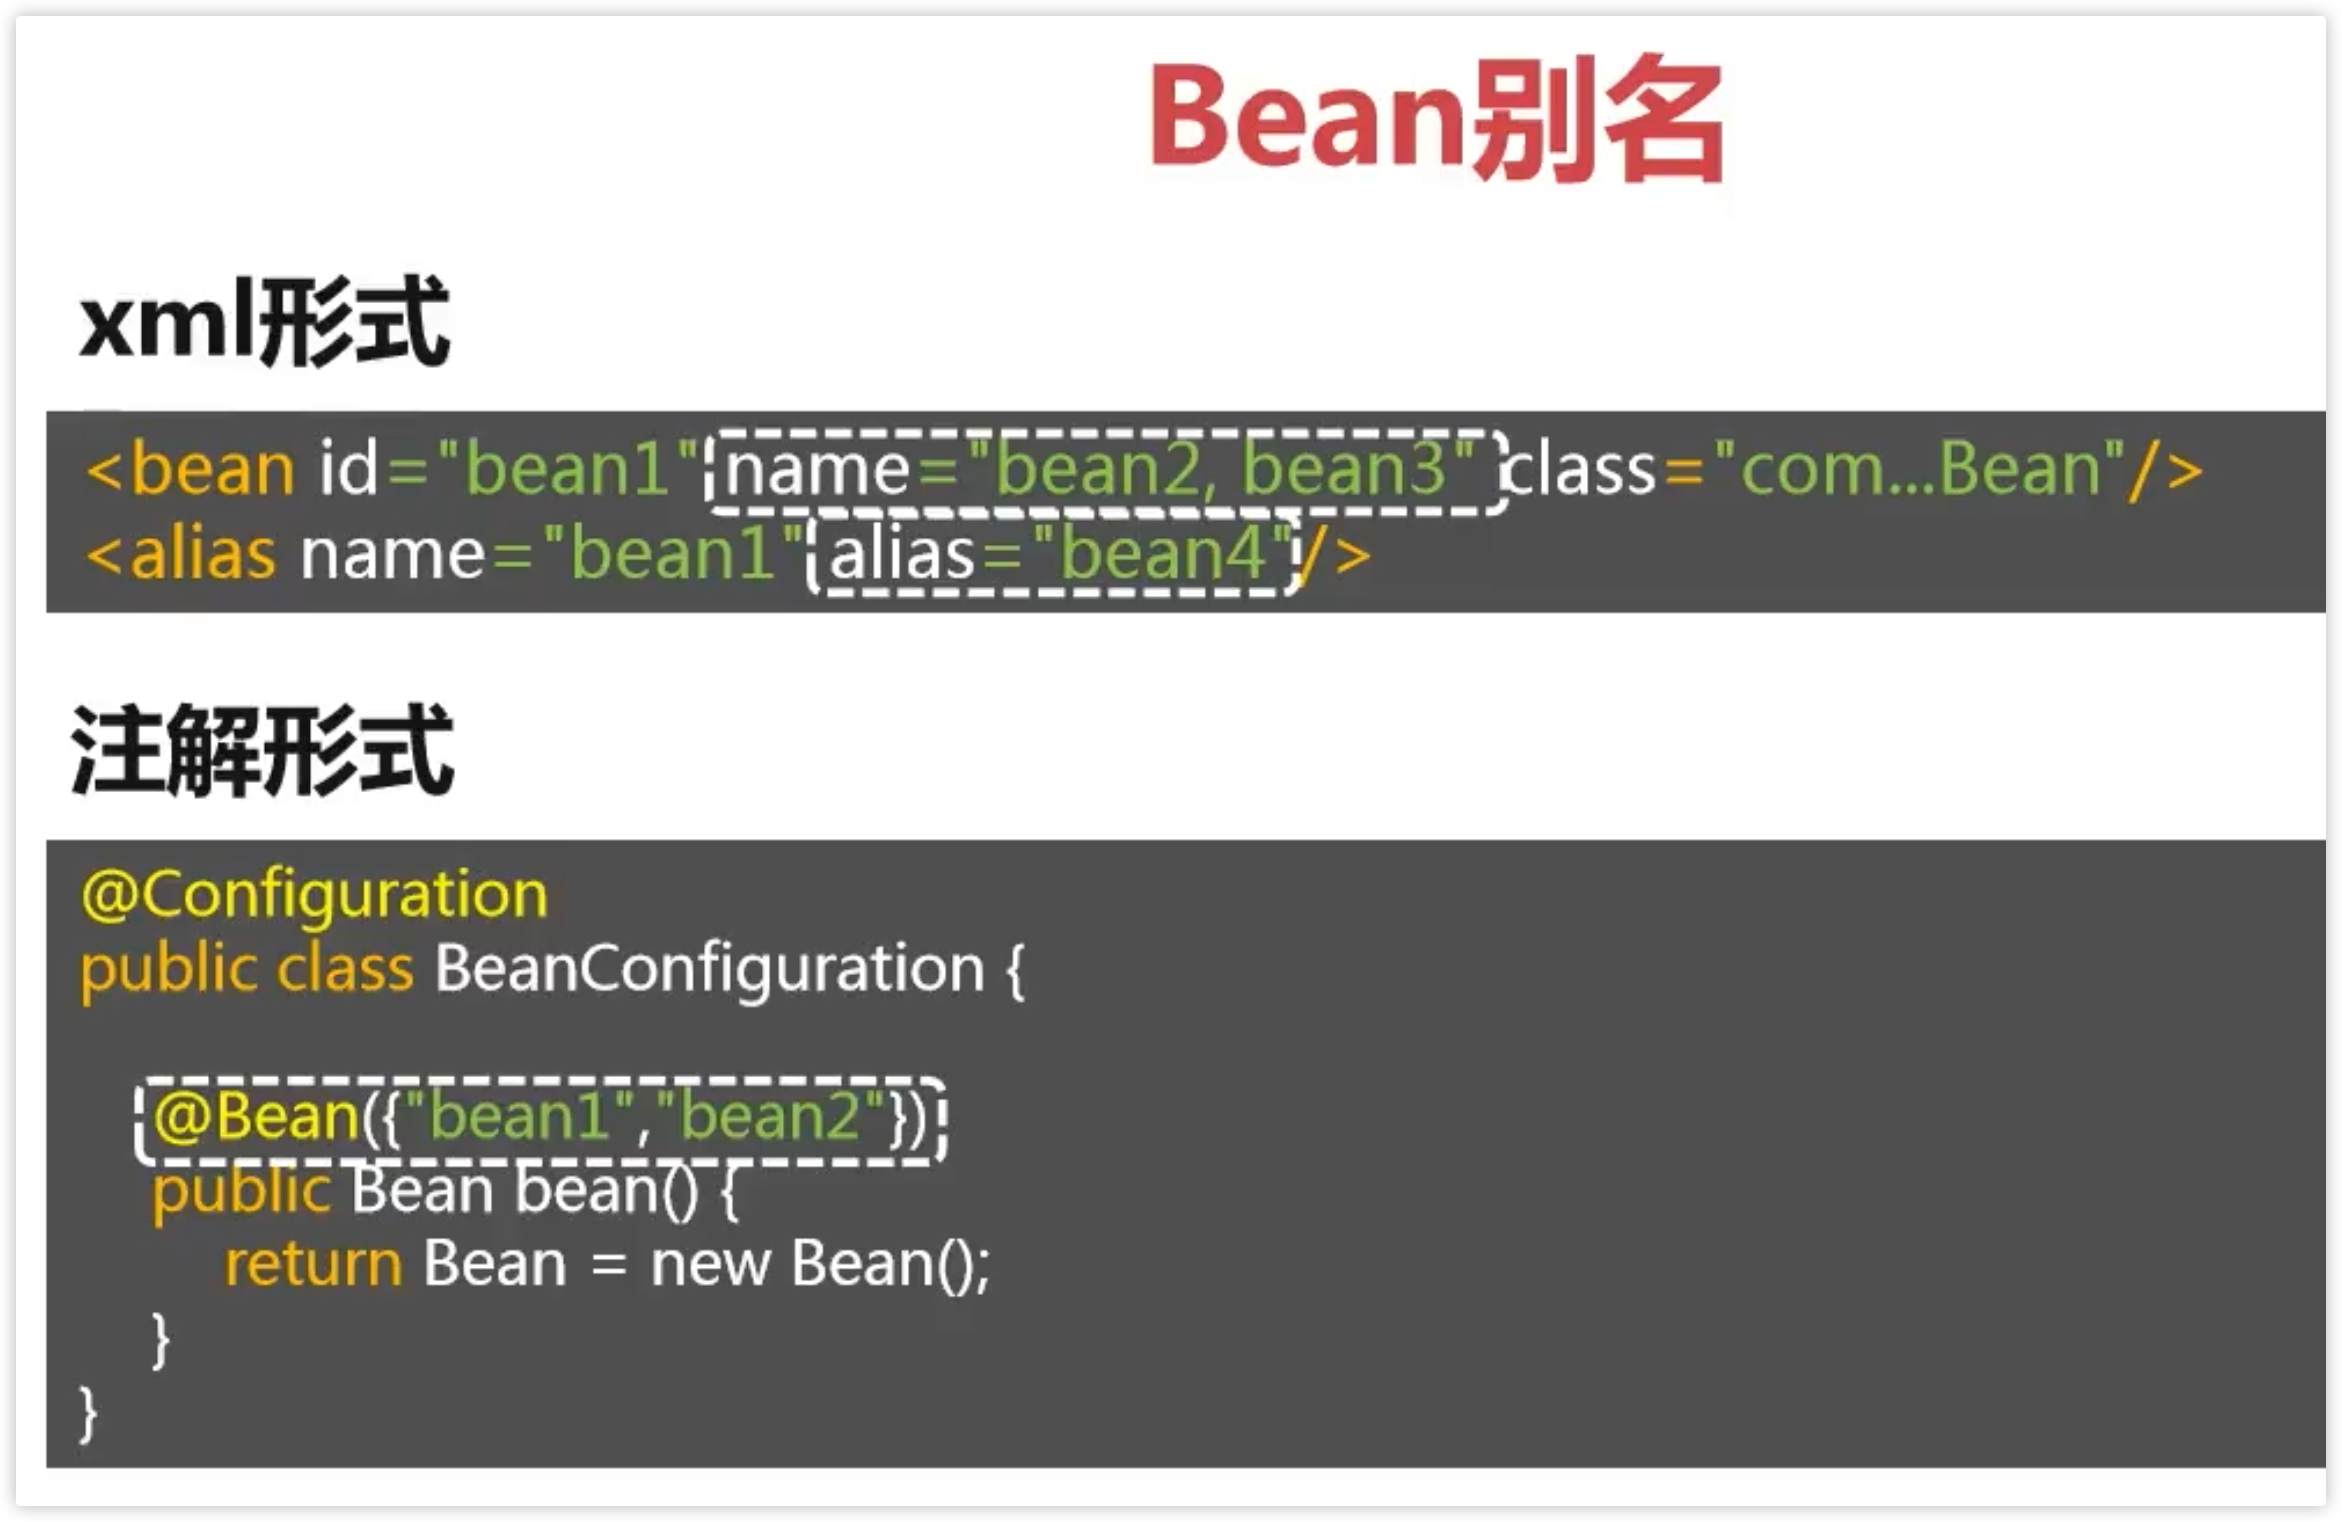 Bean别名
xml形式
<bean id="bean1" name="bean2, bean3" class="com...Bean"/>
<alias name="bean1" alias="bean4"/>
注解形式
@Configuration
public class BeanConfiguration {
@Bean({"bean1","bean2"})
public Bean bean() {
return Bean = new Bean();
}
}